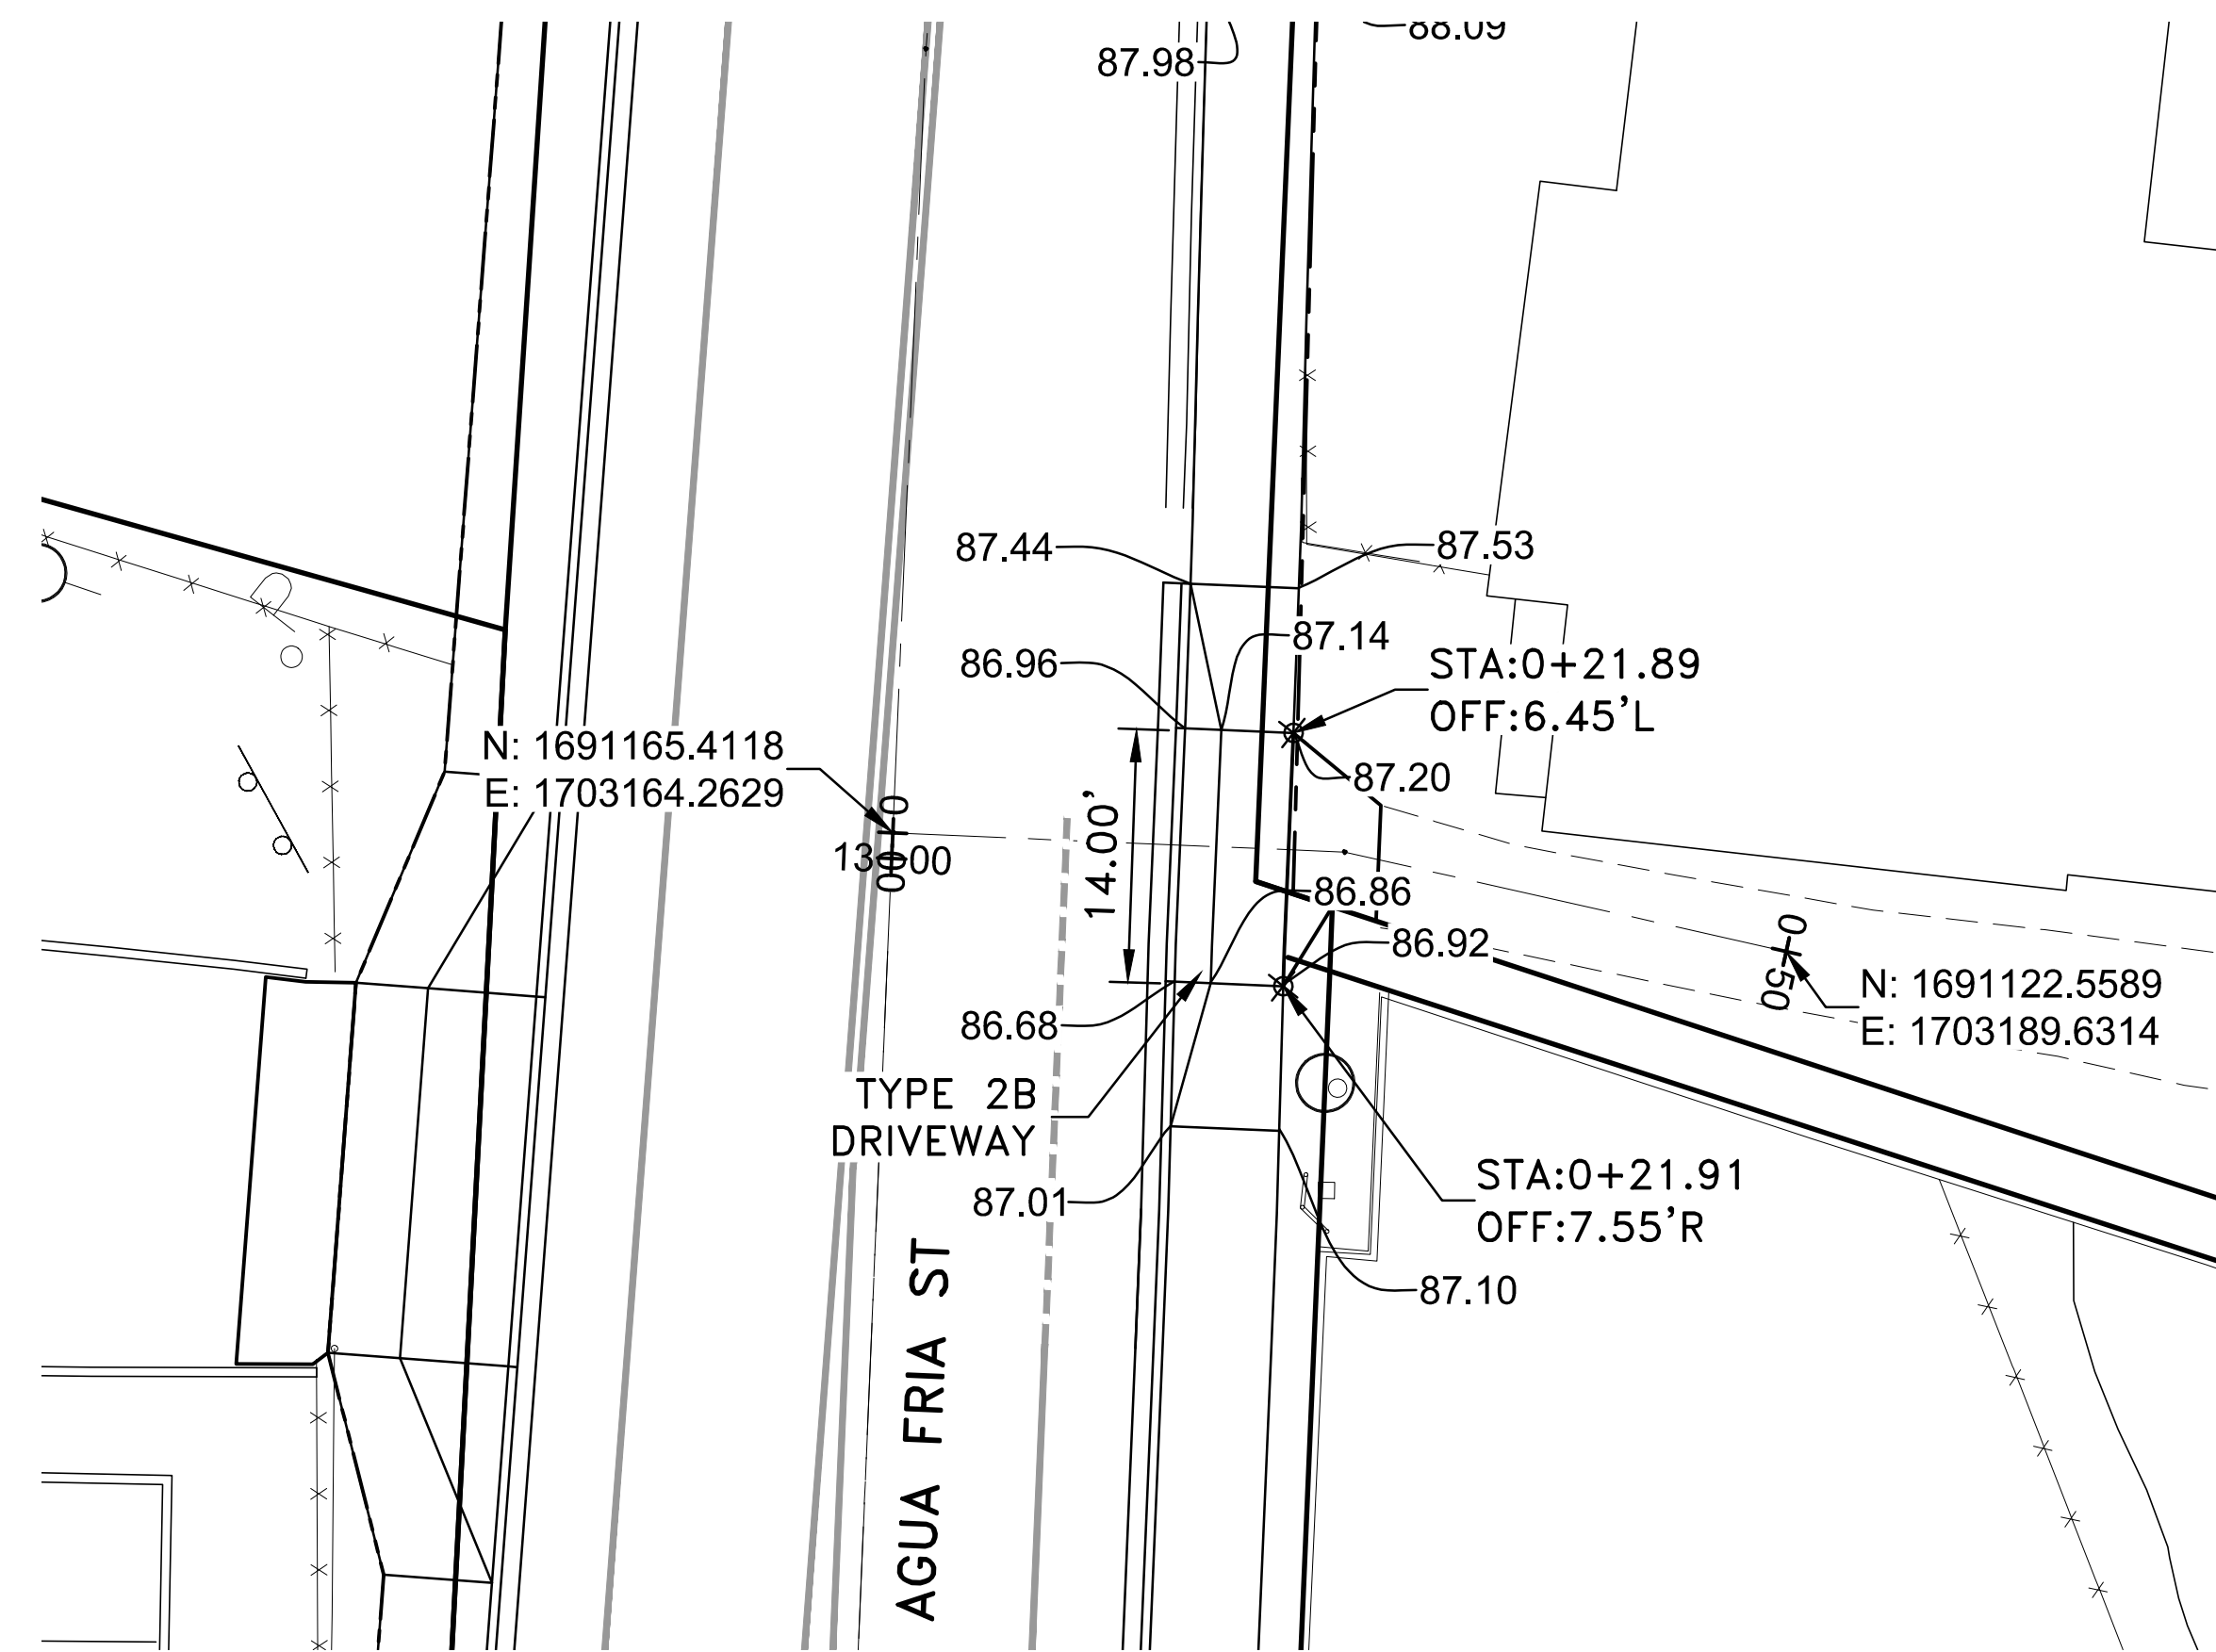 88.09
87.98
87.44
87.53
87.14
86.96
STA:0+21.89
OFF:6.45'L
N: 1691165.4118
E: 1703164.2629
87.20
14.00'
0+00
13+00
86.86
86.92
0+50
N: 1691122.5589
E: 1703189.6314
86.68
TYPE 2B
DRIVEWAY
STA:0+21.91
OFF:7.55'R
87.01
87.10
AGUA FRIA ST